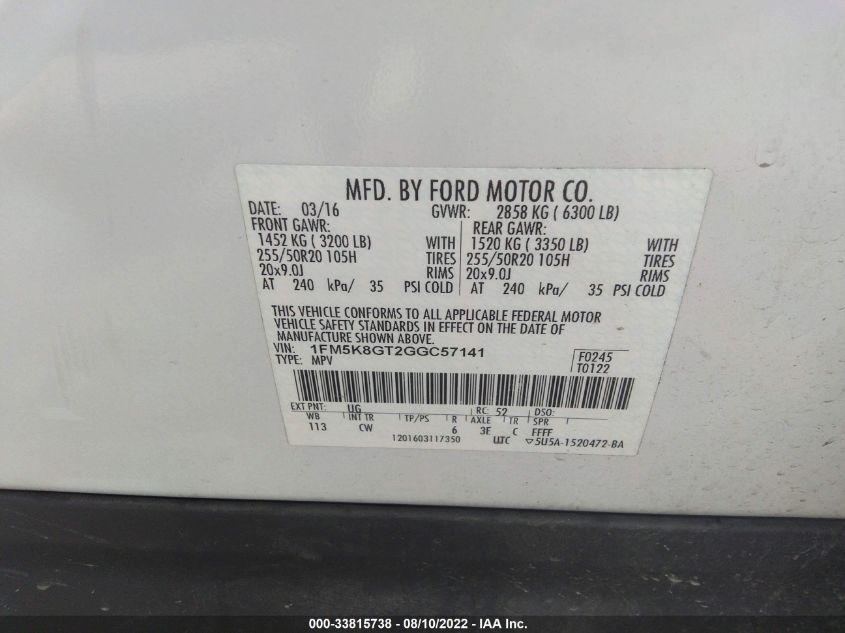 MFD. BY FORD MOTOR CO.
DATE: 03/16 GVWR: 2858 KG ( 6300 LB)
FRONT GAWR: REAR GAWR:
1452 KG ( 3200 LB) WITH 1520 KG ( 3350 LB) WITH
255/50R20 105H TIRES 255/50R20 105H TIRES
20x9.0J RIMS 20x9.0J RIMS
AT 240 kPa/ 35 PSI COLD AT 240 kPa/ 35 PSI COLD
THIS VEHICLE CONFORMS TO ALL APPLICABLE FEDERAL MOTOR
VEHICLE SAFETY STANDARDS IN EFFECT ON THE DATE OF
MANUFACTURE SHOWN ABOVE.
VIN: 1FM5K8GT2GGC57141 F0245
TYPE: MPV T0122
EXT PNT: UG RC: 52 DSO:
WB INT TR TP/PS R AXLE TR SPR
113 CW 6 3F C FFFF
1201603117350 UTC ▽5U5A-1520472-BA
000-33815738 - 08/10/2022 - IAA Inc.